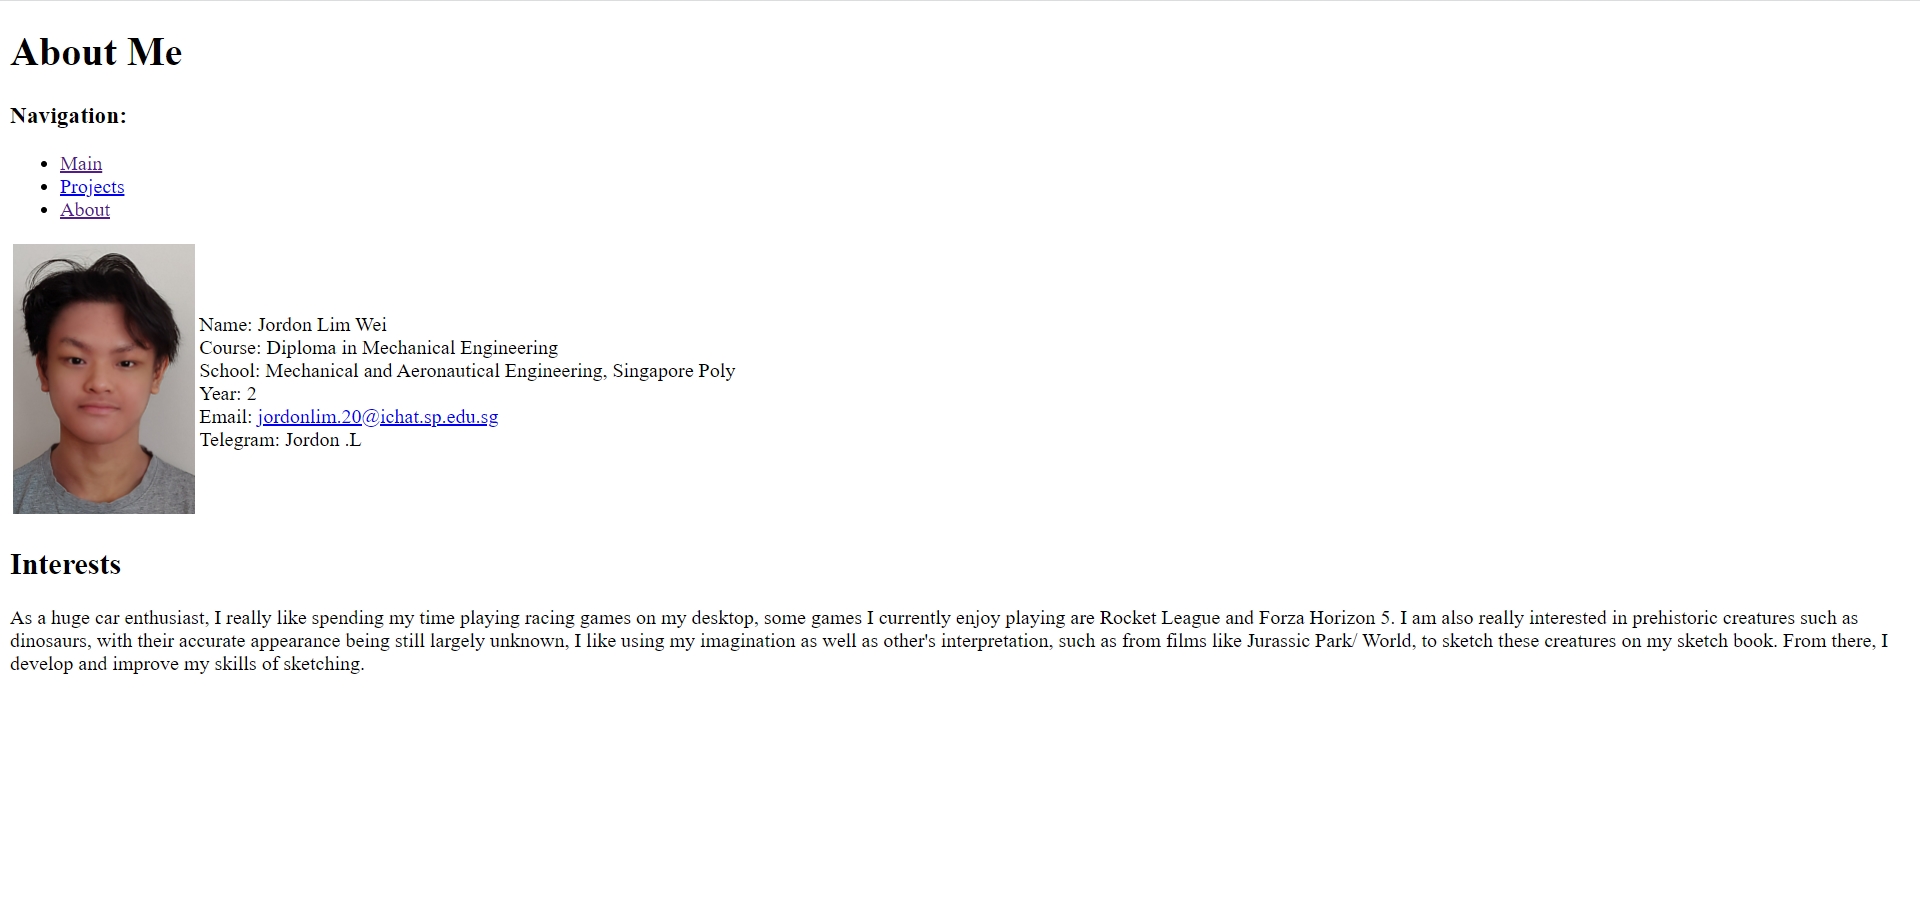 About Me
Navigation:
Main
Projects
About
Name: Jordon Lim Wei
Course: Diploma in Mechanical Engineering
School: Mechanical and Aeronautical Engineering, Singapore Poly
Year: 2
Email: jordonlim.20@ichat.sp.edu.sg
Telegram: Jordon .L
Interests
As a huge car enthusiast, I really like spending my time playing racing games on my desktop, some games I currently enjoy playing are Rocket League and Forza Horizon 5. I am also really interested in prehistoric creatures such as
dinosaurs, with their accurate appearance being still largely unknown, I like using my imagination as well as other's interpretation, such as from films like Jurassic Park/ World, to sketch these creatures on my sketch book. From there, I
develop and improve my skills of sketching.